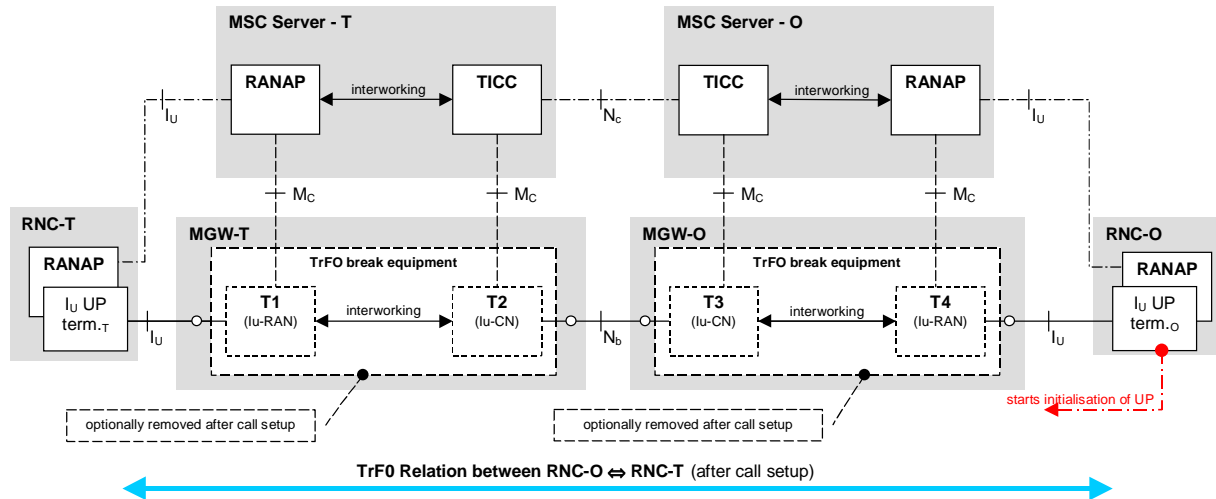 MSC Server - T
MSC Server - O
RANAP
interworking
TICC
TICC
interworking
RANAP
IU
NC
IU
MC
MC
MC
MC
RNC-T
MGW-T
MGW-O
RNC-O
RANAP
TrFO break equipment
TrFO break equipment
RANAP
IU UP
term.T
T1
(Iu-RAN)
interworking
T2
(Iu-CN)
T3
(Iu-CN)
interworking
T4
(Iu-RAN)
IU UP
term.O
IU
Nb
IU
starts initialisation of UP
optionally removed after call setup
optionally removed after call setup
TrF0 Relation between RNC-O ⇔ RNC-T (after call setup)